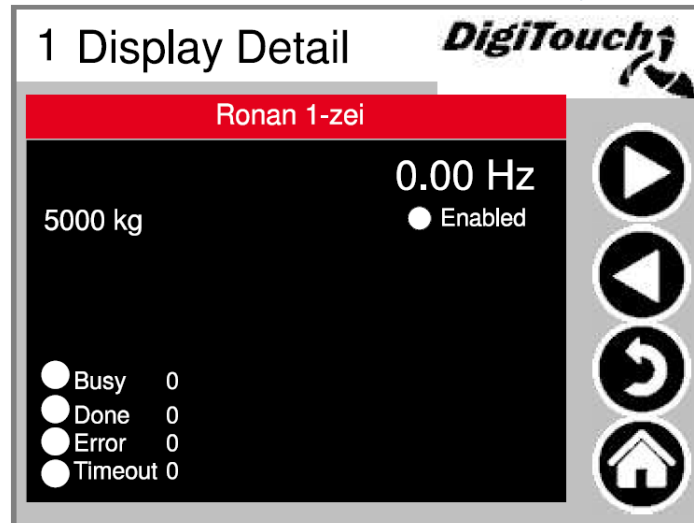 1 Display Detail
DigiTouch
Ronan 1-zei
0.00 Hz
5000 kg
Enabled
Busy 0
Done 0
Error 0
Timeout 0